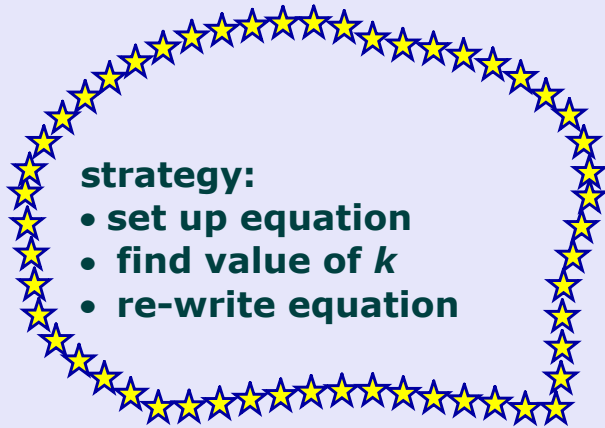 strategy:
• set up equation
• find value of k
• re-write equation